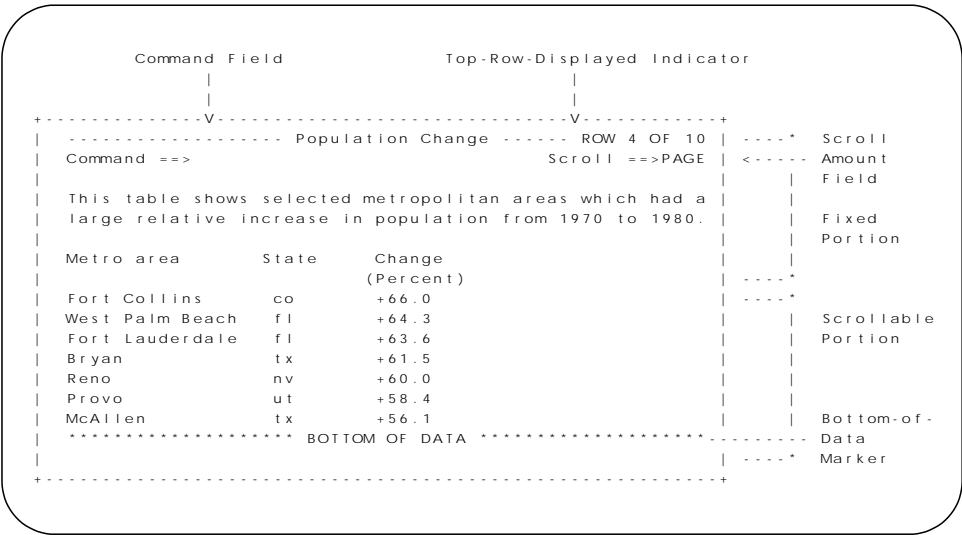 Command Field Top-Row-Displayed Indicator
| |
| |
+--------------V-------------------------------V------------+
| ------------------- Population Change ------ ROW 4 OF 10 | ----* Scroll
| Command ==> Scroll ==>PAGE | <----- Amount
| | | Field
| This table shows selected metropolitan areas which had a | |
| large relative increase in population from 1970 to 1980. | | Fixed
| | | Portion
| Metro area State Change | |
| (Percent) | ----*
| Fort Collins co +66.0 | ----*
| West Palm Beach fl +64.3 | | Scrollable
| Fort Lauderdale fl +63.6 | | Portion
| Bryan tx +61.5 | |
| Reno nv +60.0 | |
| Provo ut +58.4 | |
| McAllen tx +56.1 | | Bottom-of-
| ******************** BOTTOM OF DATA ********************--------- Data
| | ----* Marker
+-----------------------------------------------------------+